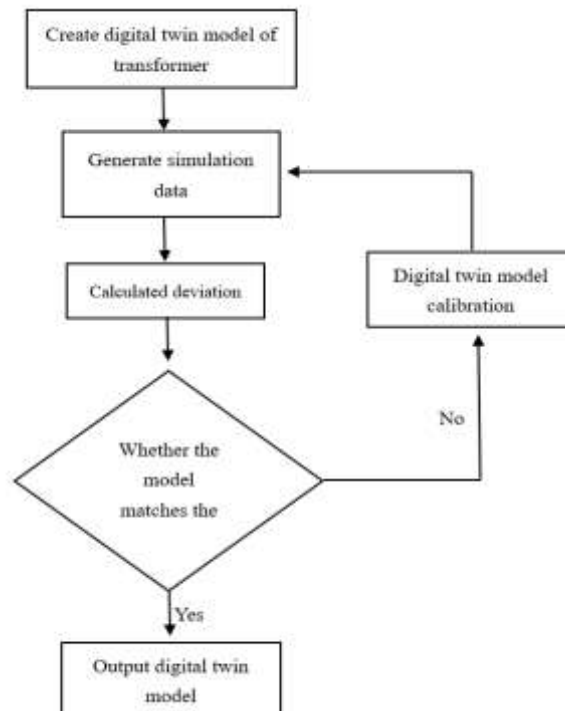 Create digital twin model of
transformer
Generate simulation
data
Calculated deviation
Digital twin model
calibration
No
Whether the
model
matches the
Yes
Output digital twin
model